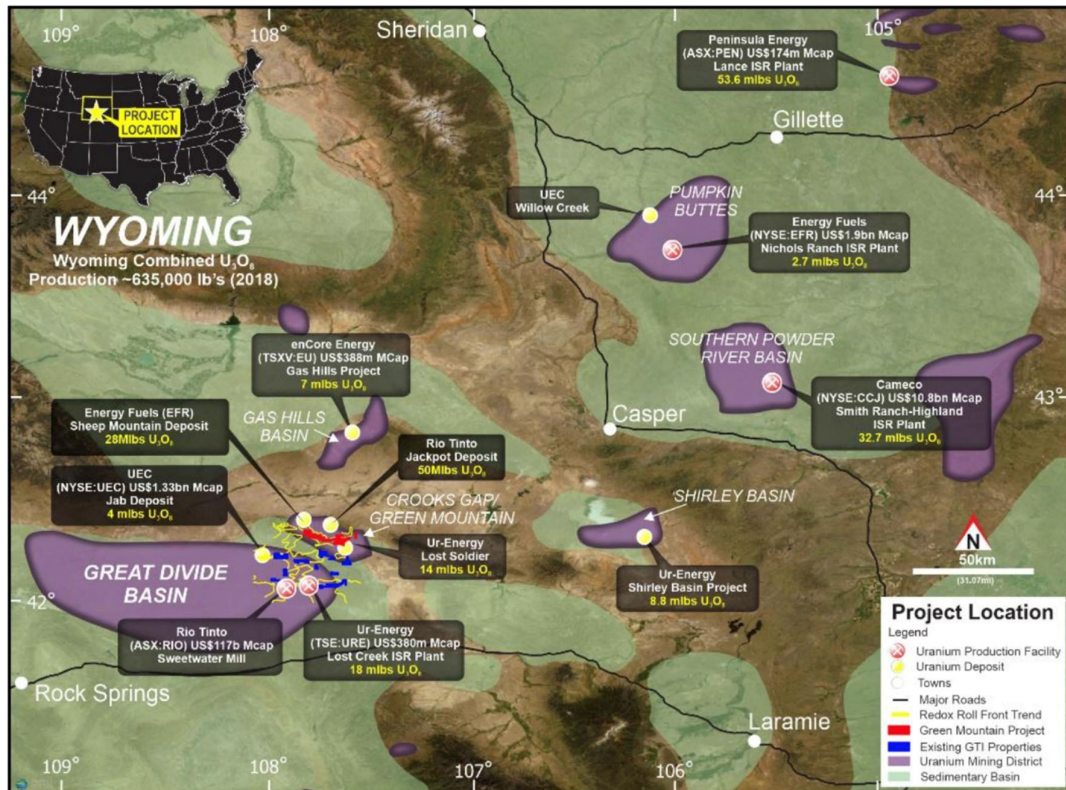 109°
108°
105°
Sheridan
Peninsula Energy
(ASX:PEN) US$174m Mcap
Lance ISR Plant
53.6 mlbs U₃O₈
PROJECT
LOCATION
Gillette
44°
44°
UEC
Willow Creek
PUMPKIN
BUTTES
WYOMING
Wyoming Combined U₃O₈
Production ~635,000 lb's (2018)
Energy Fuels
(NYSE:EFR) US$1.9bn Mcap
Nichols Ranch ISR Plant
2.7 mlbs U₃O₈
enCore Energy
(TSXV:EU) US$388m MCap
Gas Hills Project
7 mlbs U₃O₈
SOUTHERN POWDER
RIVER BASIN
43°
Cameco
(NYSE:CCJ) US$10.8bn Mcap
Smith Ranch-Highland
ISR Plant
32.7 mlbs U₃O₈
Energy Fuels (EFR)
Sheep Mountain Deposit
28Mlbs U₃O₈
GAS HILLS
BASIN
Casper
Rio Tinto
Jackpot Deposit
50Mlbs U₃O₈
UEC
(NYSE:UEC) US$1.33bn Mcap
Jab Deposit
4 mlbs U₃O₈
CROOKS GAP/
GREEN MOUNTAIN
SHIRLEY BASIN
Ur-Energy
Lost Soldier
14 mlbs U₃O₈
N
50km
(31.07mi)
GREAT DIVIDE
BASIN
Ur-Energy
Shirley Basin Project
8.8 mlbs U₃O₈
42°
Rio Tinto
(ASX:RIO) US$117b Mcap
Sweetwater Mill
Ur-Energy
(TSE:URE) US$380m MCap
Lost Creek ISR Plant
18 mlbs U₃O₈
Project Location
Legend
Uranium Production Facility
Uranium Deposit
Towns
Major Roads
Redox Roll Front Trend
Green Mountain Project
Existing GTI Properties
Uranium Mining District
Sedimentary Basin
Rock Springs
Laramie
109°
108°
107°
106°